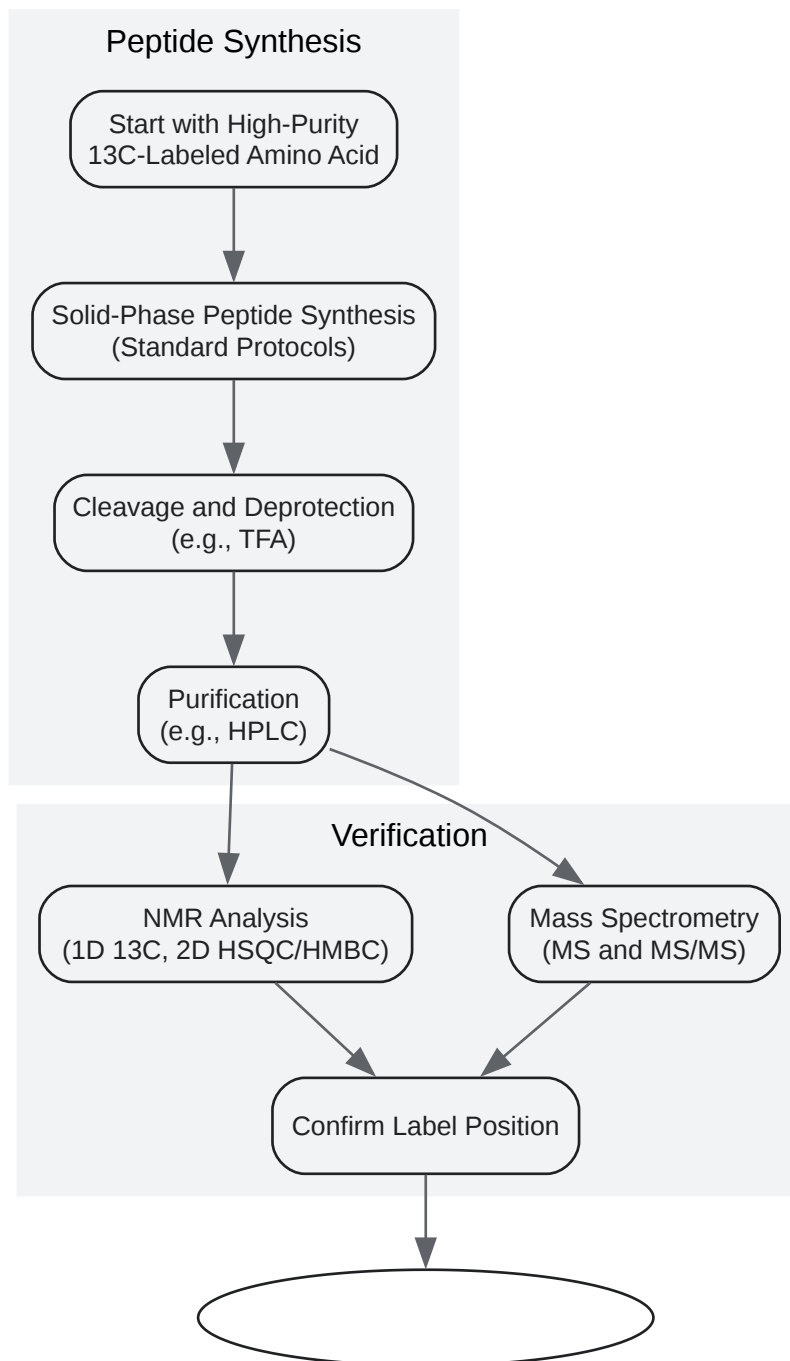 Peptide Synthesis
Start with High-Purity
13C-Labeled Amino Acid
Solid-Phase Peptide Synthesis
(Standard Protocols)
Cleavage and Deprotection
(e.g., TFA)
Purification
(e.g., HPLC)
Verification
NMR Analysis
(1D 13C, 2D HSQC/HMBC)
Mass Spectrometry
(MS and MS/MS)
Confirm Label Position